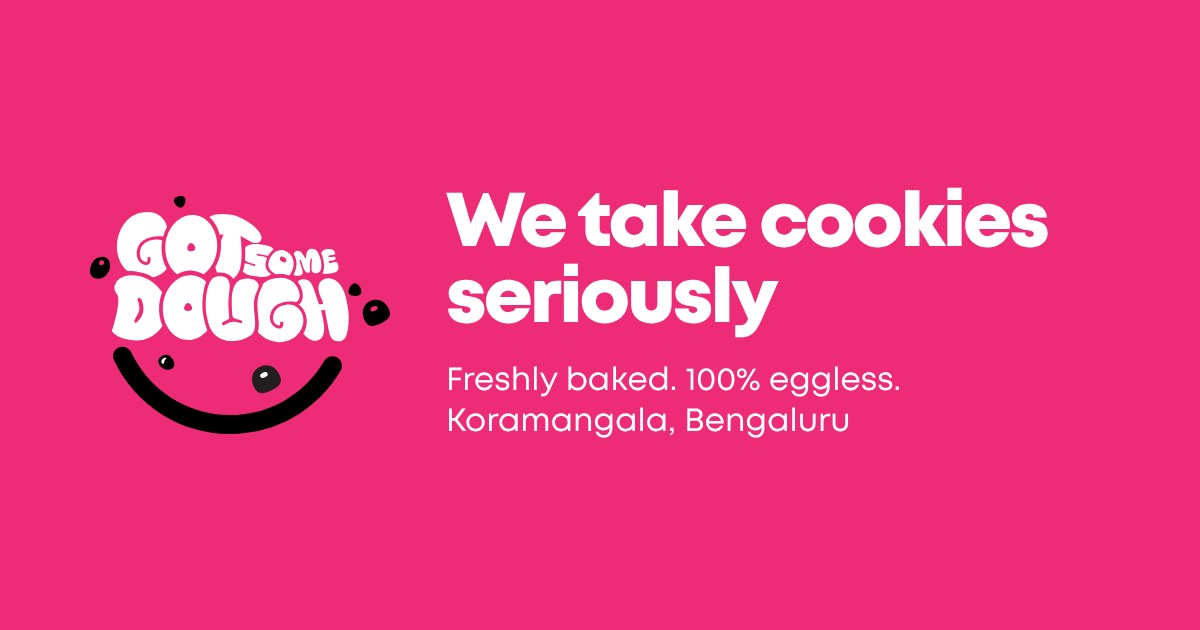 GOT SOME
DOUGH
We take cookies
seriously
Freshly baked. 100% eggless.
Koramangala, Bengaluru